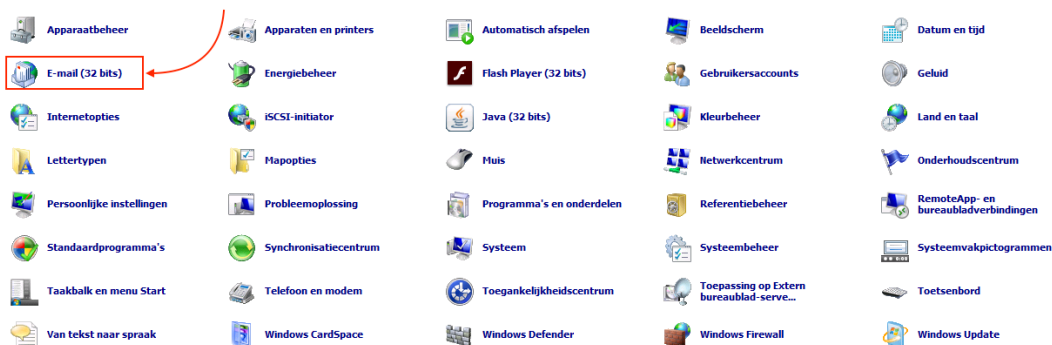 Apparaatbeheer
Apparaten en printers
Automatisch afspelen
Beeldscherm
Datum en tijd
E-mail (32 bits)
Energiebeheer
Flash Player (32 bits)
Gebruikersaccounts
Geluid
Internetopties
iSCSI-initiator
Java (32 bits)
Kleurbeheer
Land en taal
Lettertypen
Mapopties
Muis
Netwerkcentrum
Onderhoudscentrum
Persoonlijke instellingen
Probleemoplossing
Programma's en onderdelen
Referentiebeheer
RemoteApp- en
bureaubladverbindingen
Standaardprogramma's
Synchronisatiecentrum
Systeem
Systeembeheer
Systeemvakpictogrammen
Taakbalk en menu Start
Telefoon en modem
Toegankelijkheidscentrum
Toepassing op Extern
bureaublad-serve...
Toetsenbord
Van tekst naar spraak
Windows CardSpace
Windows Defender
Windows Firewall
Windows Update